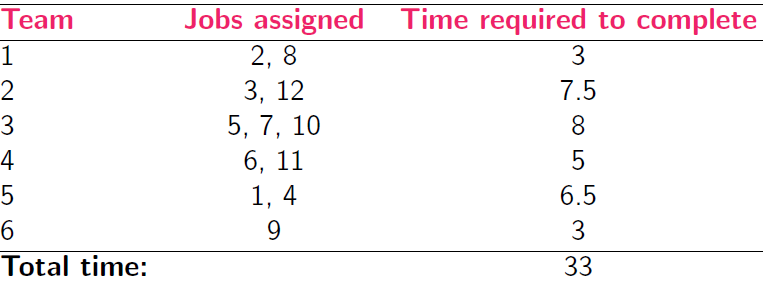 Team Jobs assigned Time required to complete
1 2, 8 3
2 3, 12 7.5
3 5, 7, 10 8
4 6, 11 5
5 1, 4 6.5
6 9 3
Total time: 33